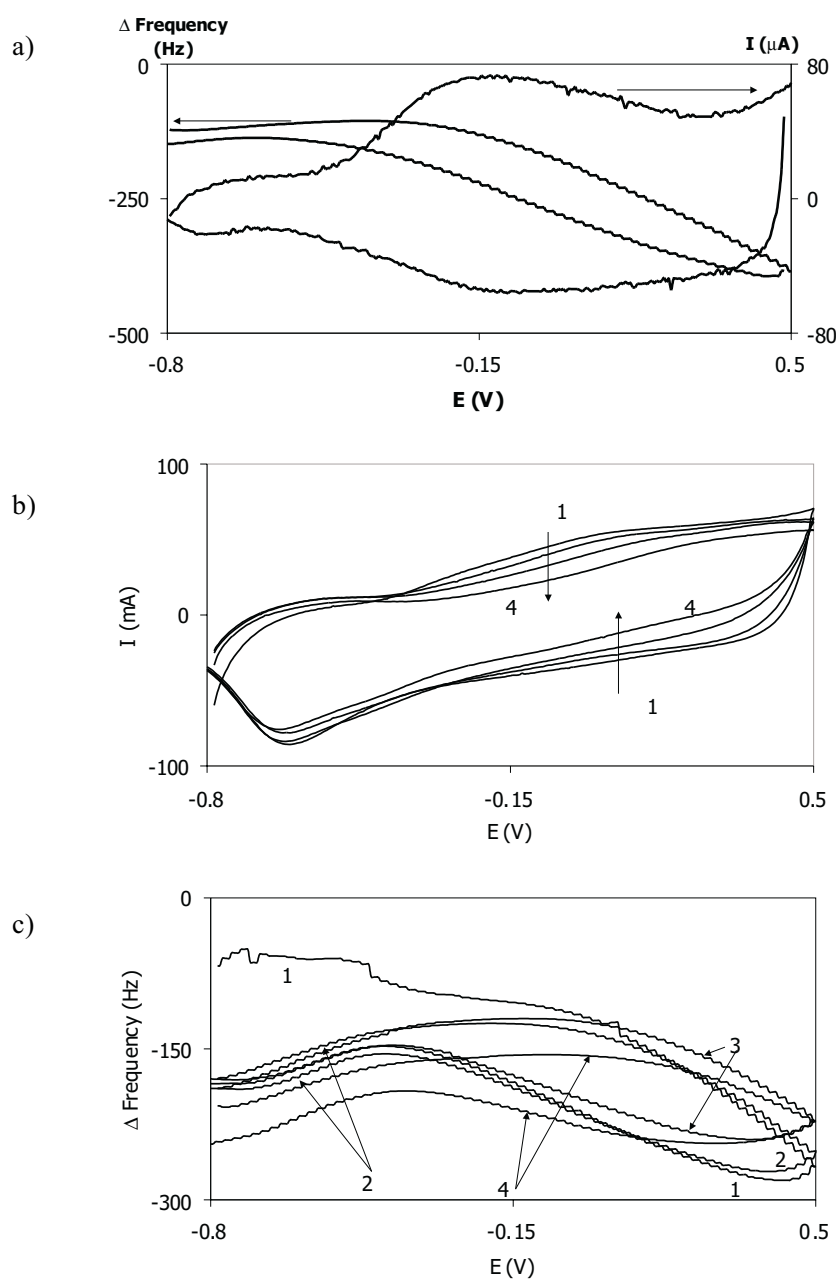 a)
Δ Frequency
(Hz)
I (μA)
0
80
-250
0
-500
-80
-0.8
-0.15
0.5
E (V)
b)
100
1
I (mA)
0
4
4
1
-100
-0.8
-0.15
0.5
E (V)
c)
0
1
Δ Frequency (Hz)
-150
3
2
2
4
1
-300
-0.8
-0.15
0.5
E (V)